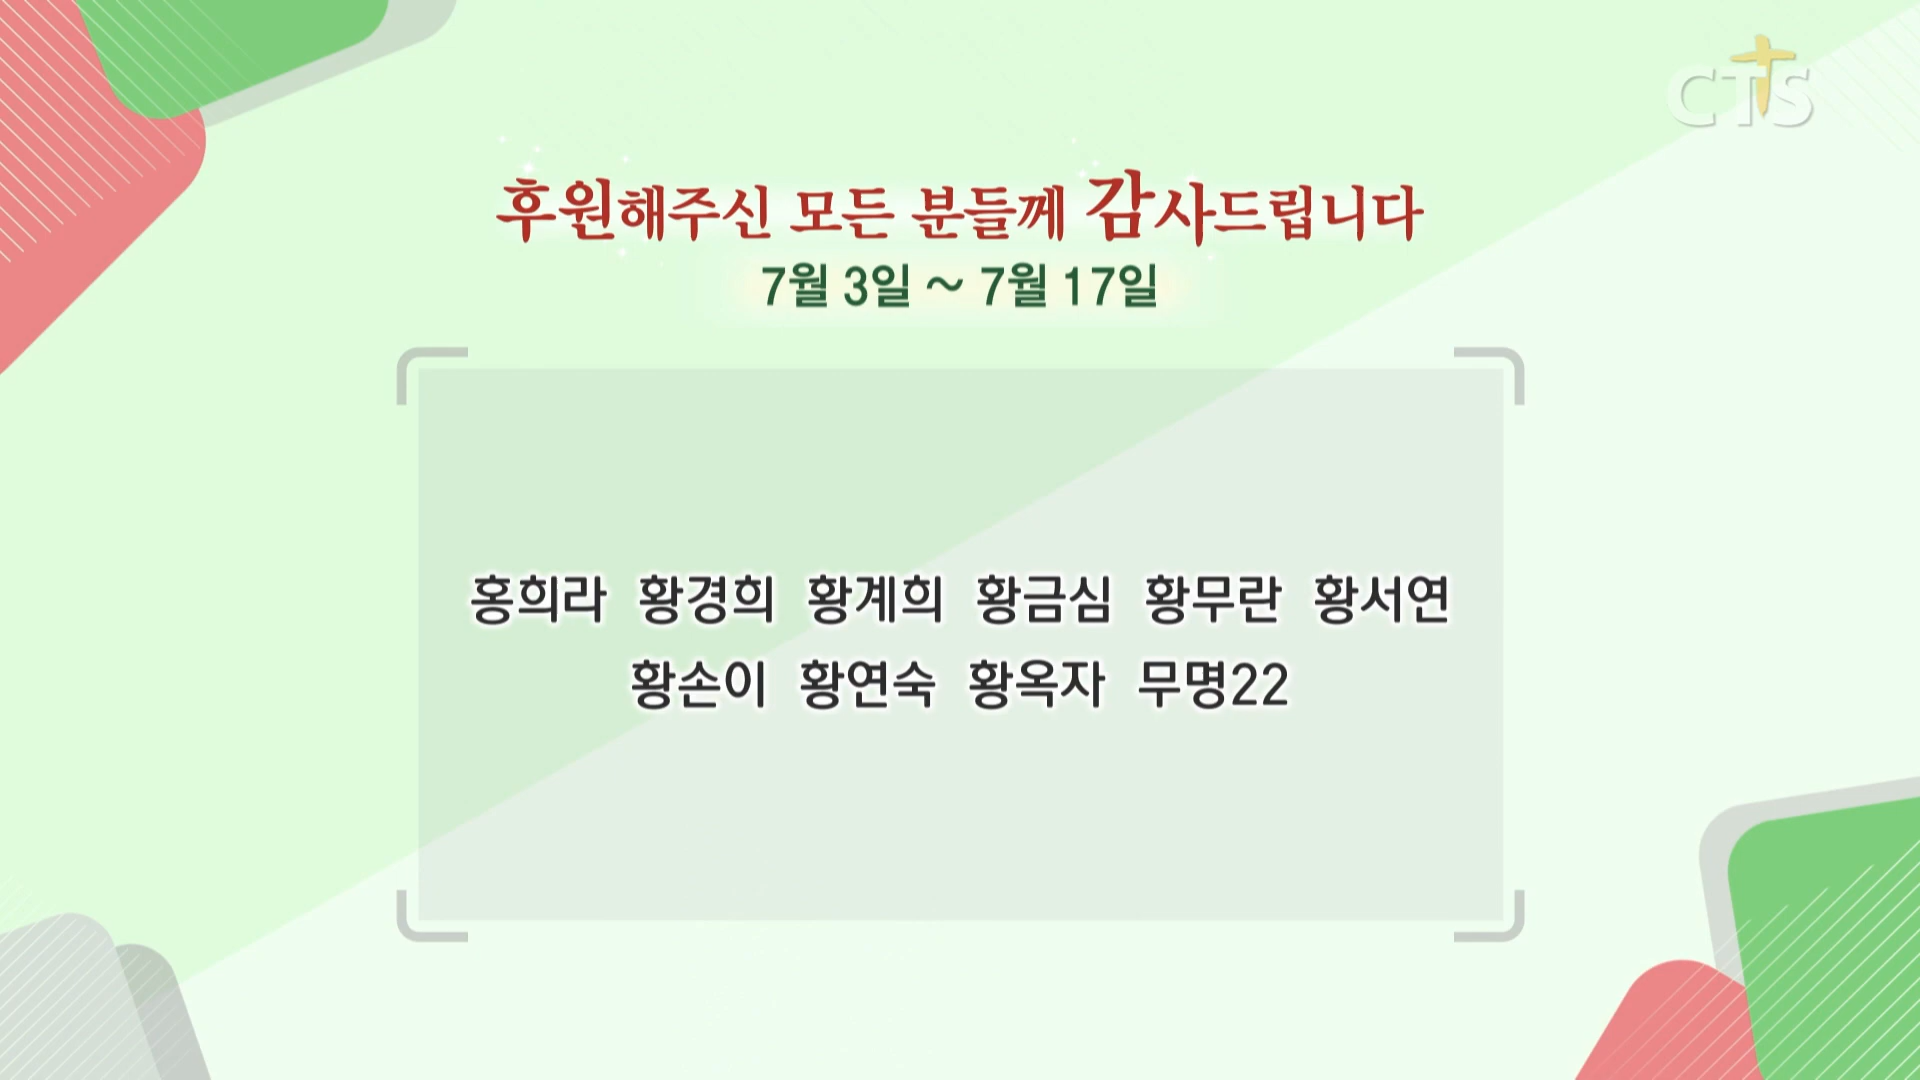 CTS
후원해주신 모든 분들께 감사드립니다
7월 3일 ~ 7월 17일
홍희라 황경희 황계희 황금심 황무란 황서연
황손이 황연숙 황옥자 무명22